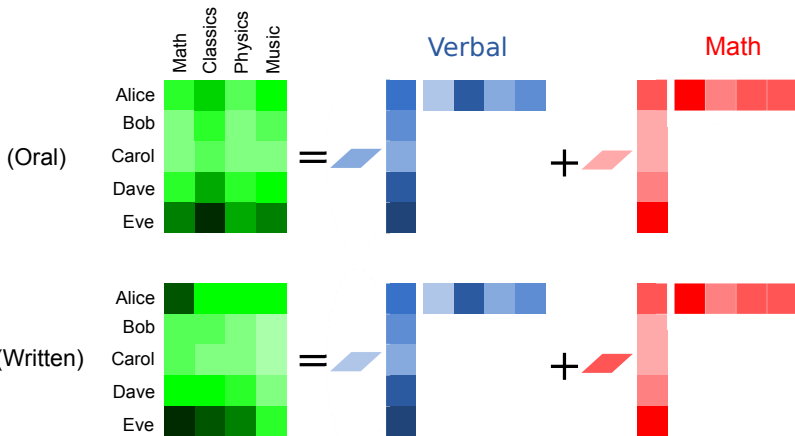 Math Classics Physics Music
Verbal
Math
Alice
Bob
(Oral)
Carol
=
+
Dave
Eve
Alice
Bob
Written)
Carol
=
+
Dave
Eve